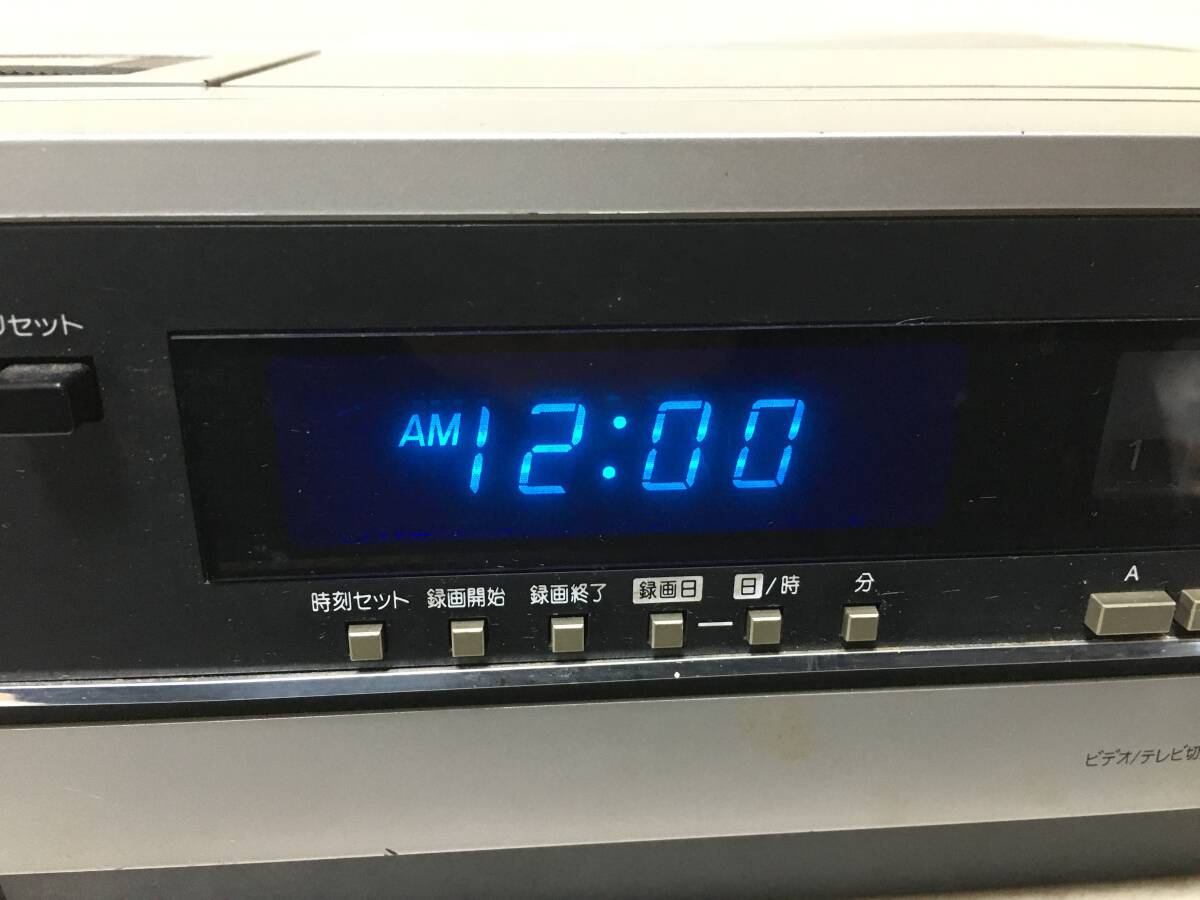 リセット
AM 12:00
1
時刻セット 録画開始 録画終了 録画日 日/時 分
A
ビデオ/テレビ切